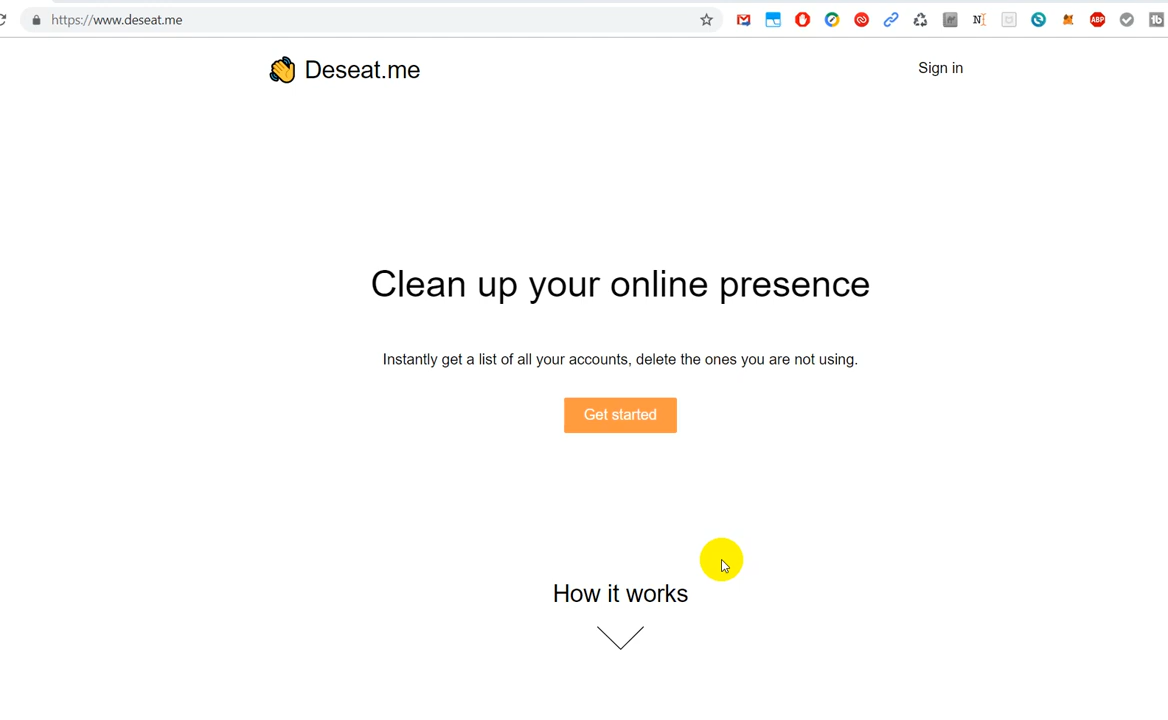 https://www.deseat.me
ABP
Deseat.me
Sign in
Clean up your online presence
Instantly get a list of all your accounts, delete the ones you are not using.
Get started
How it works